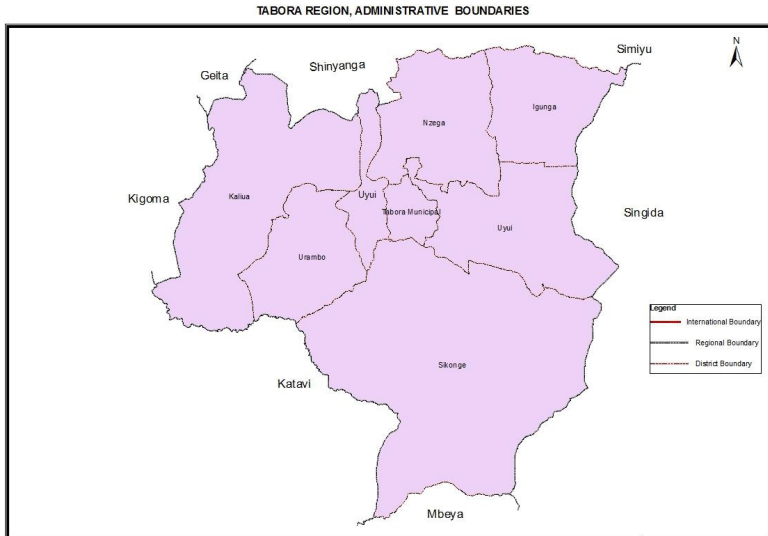 TABORA REGION, ADMINISTRATIVE BOUNDARIES
N
Simiyu
Shinyanga
Geita
Igunga
Nzega
Kigoma
Kaliua
Uyui
Tabora Municipal
Singida
Uyui
Urambo
Legend
International Boundary
Regional Boundary
District Boundary
Sikonge
Katavi
Mbeya